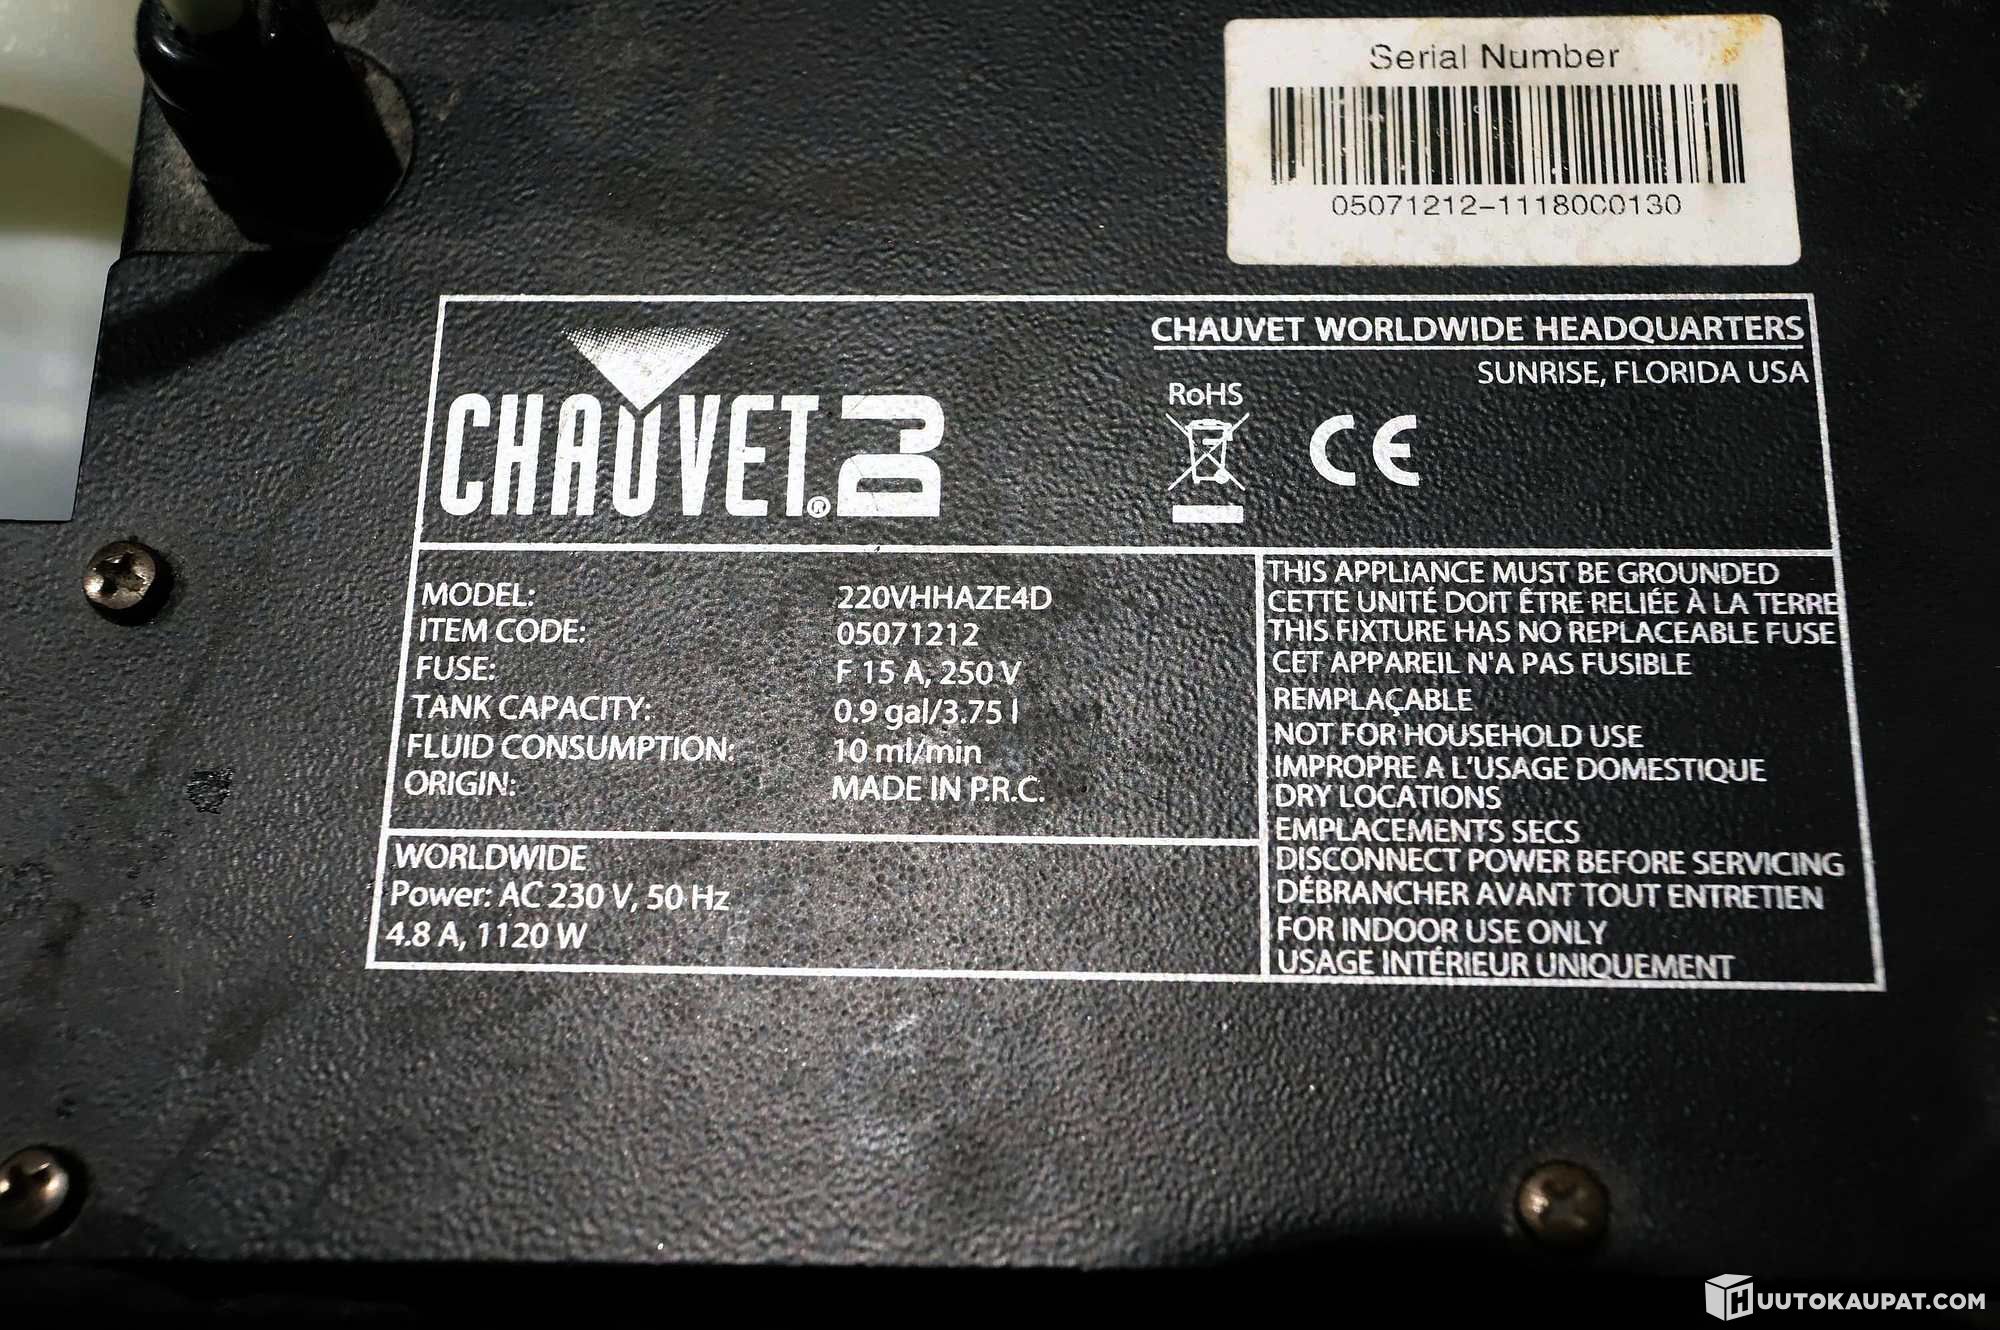 Serial Number
05071212-1118000130
CHAUVET® DJ
CHAUVET WORLDWIDE HEADQUARTERS
SUNRISE, FLORIDA USA
RoHS
CE
MODEL: 220VHHAZE4D
ITEM CODE: 05071212
FUSE: F 15 A, 250 V
TANK CAPACITY: 0.9 gal/3.75 l
FLUID CONSUMPTION: 10 ml/min
ORIGIN: MADE IN P.R.C.
WORLDWIDE
Power: AC 230 V, 50 Hz
4.8 A, 1120 W
THIS APPLIANCE MUST BE GROUNDED
CETTE UNITÉ DOIT ÊTRE RELIÉE À LA TERRE
THIS FIXTURE HAS NO REPLACEABLE FUSE
CET APPAREIL N'A PAS FUSIBLE
REMPLAÇABLE
NOT FOR HOUSEHOLD USE
IMPROPRE A L'USAGE DOMESTIQUE
DRY LOCATIONS
EMPLACEMENTS SECS
DISCONNECT POWER BEFORE SERVICING
DÉBRANCHER AVANT TOUT ENTRETIEN
FOR INDOOR USE ONLY
USAGE INTÉRIEUR UNIQUEMENT
HUUTOKAUPAT.COM